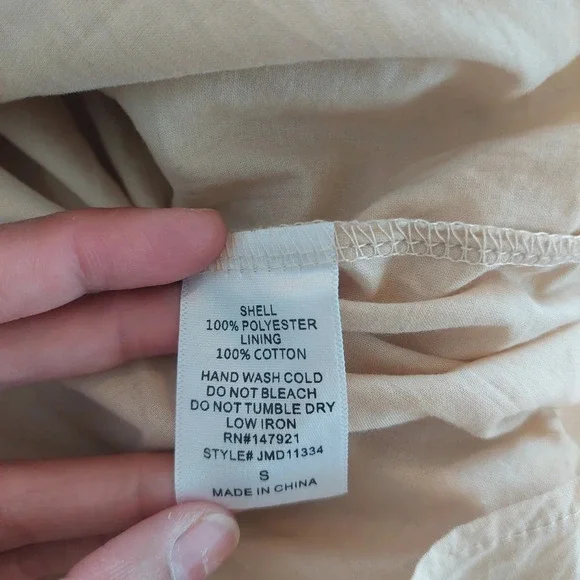 SHELL
100% POLYESTER
LINING
100% COTTON
HAND WASH COLD
DO NOT BLEACH
DO NOT TUMBLE DRY
LOW IRON
RN#147921
STYLE# JMD11334
S
MADE IN CHINA